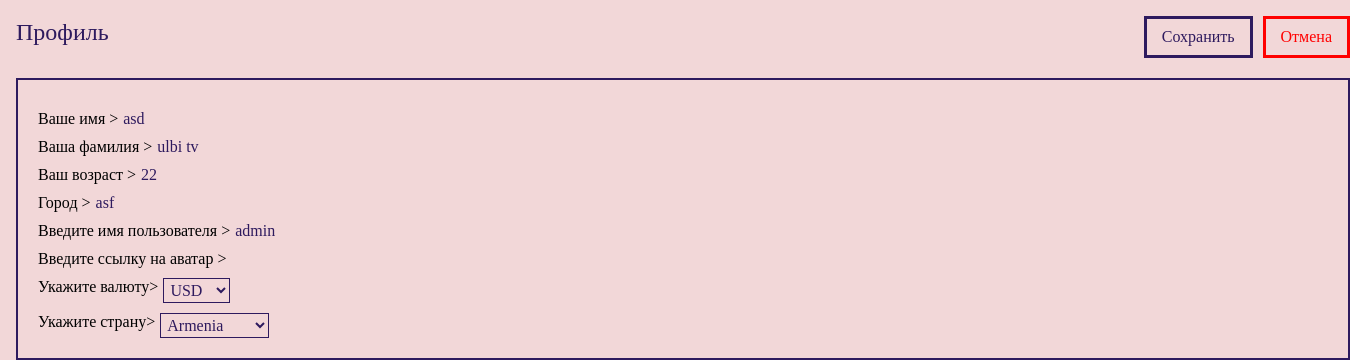 Профиль
Сохранить
Отмена
Ваше имя > asd
Ваша фамилия > ulbi tv
Ваш возраст > 22
Город > asf
Введите имя пользователя > admin
Введите ссылку на аватар >
Укажите валюту> USD
Укажите страну> Armenia